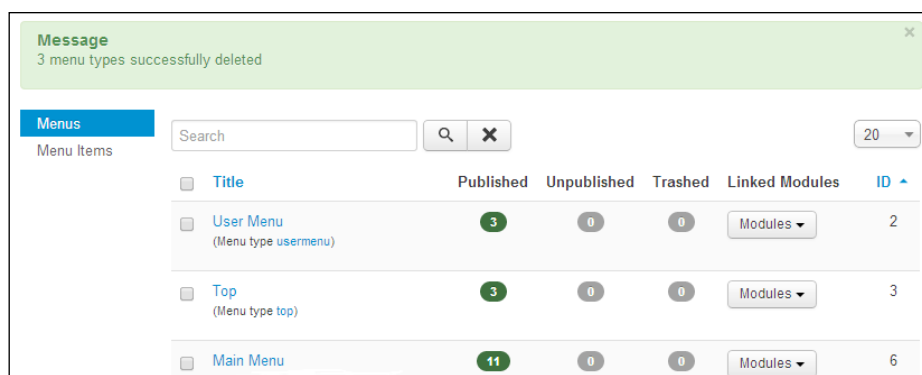 Message
3 menu types successfully deleted
Menus
Menu Items
Search
20
Title Published Unpublished Trashed Linked Modules ID
User Menu 3 0 0 Modules 2
(Menu type usermenu)
Top 3 0 0 Modules 3
(Menu type top)
Main Menu 11 0 0 Modules 6